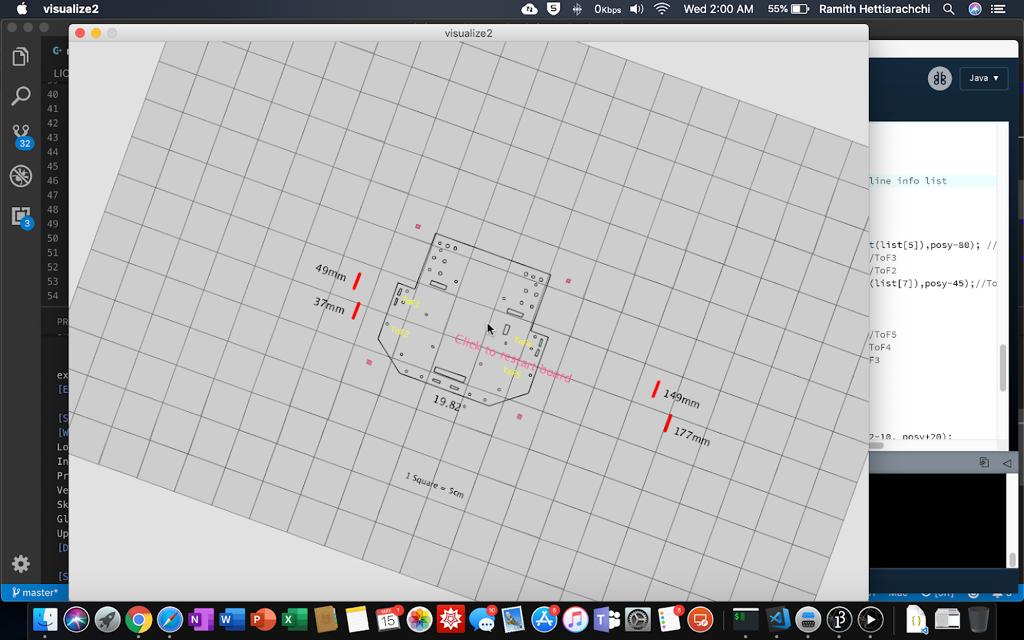 visualize2
0Kbps
Wed 2:00 AM
55%
Ramith Hettiarachchi
visualize2
LIC
40
41
42
43
44
45
46
47
48
49
50
51
52
53
54
32
3
Java
line info list
t(list[5]),posy-80); //
/ToF3
/ToF2
(list[7]),posy-45);//To
/ToF5
ToF4
F3
2-10, posy+20);
49mm
37mm
Click to restart board
19.82°
149mm
177mm
1 Square = 5cm
PR
ex
[E
[S
[W
Lo
In
Pr
Ve
Sk
Gl
Up
[D
[S
master*
15